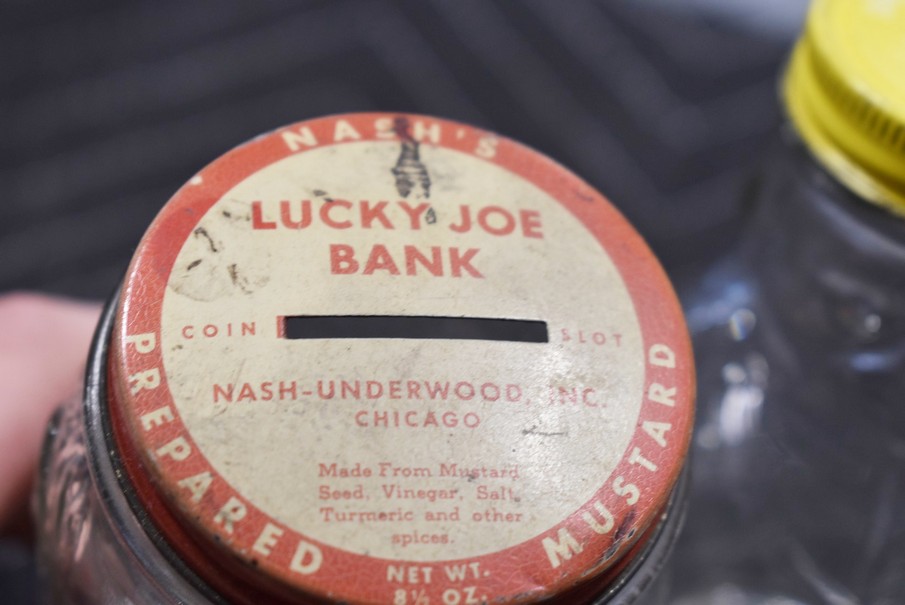 NASH'S
LUCKY JOE
BANK
COIN SLOT
NASH-UNDERWOOD, INC.
CHICAGO
Made From Mustard
Seed, Vinegar, Salt,
Turmeric and other
spices.
PREPARED MUSTARD
NET WT.
8½ OZ.